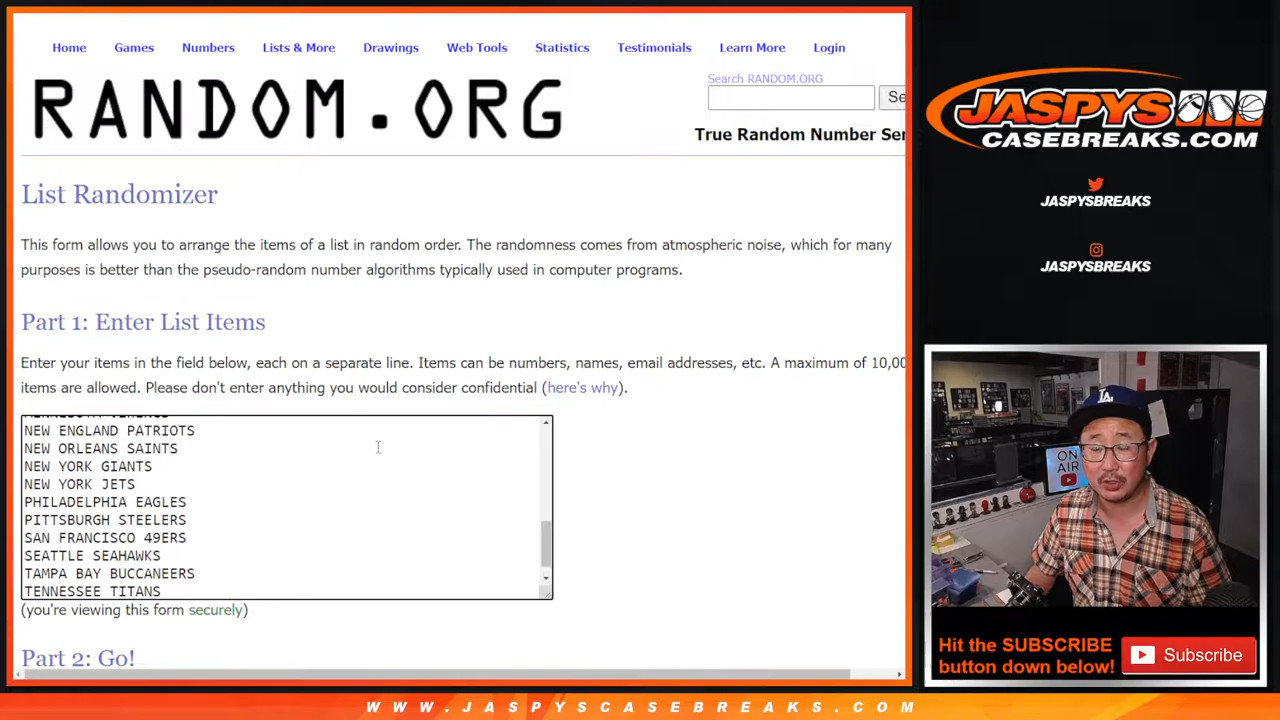 Home Games Numbers Lists & More Drawings Web Tools Statistics Testimonials Learn More Login
RANDOM.ORG
Search RANDOM.ORG
Se
True Random Number Ser
List Randomizer
This form allows you to arrange the items of a list in random order. The randomness comes from atmospheric noise, which for many
purposes is better than the pseudo-random number algorithms typically used in computer programs.
Part 1: Enter List Items
Enter your items in the field below, each on a separate line. Items can be numbers, names, email addresses, etc. A maximum of 10,00
items are allowed. Please don't enter anything you would consider confidential (here's why).
NEW ENGLAND PATRIOTS
NEW ORLEANS SAINTS
NEW YORK GIANTS
NEW YORK JETS
PHILADELPHIA EAGLES
PITTSBURGH STEELERS
SAN FRANCISCO 49ERS
SEATTLE SEAHAWKS
TAMPA BAY BUCCANEERS
TENNESSEE TITANS
(you're viewing this form securely)
Part 2: Go!
JASPYS
CASEBREAKS.COM
JASPYSBREAKS
JASPYSBREAKS
LA
ON
AIR
Hit the SUBSCRIBE
button down below!
Subscribe
WWW.JASPYSCASEBREAKS.COM